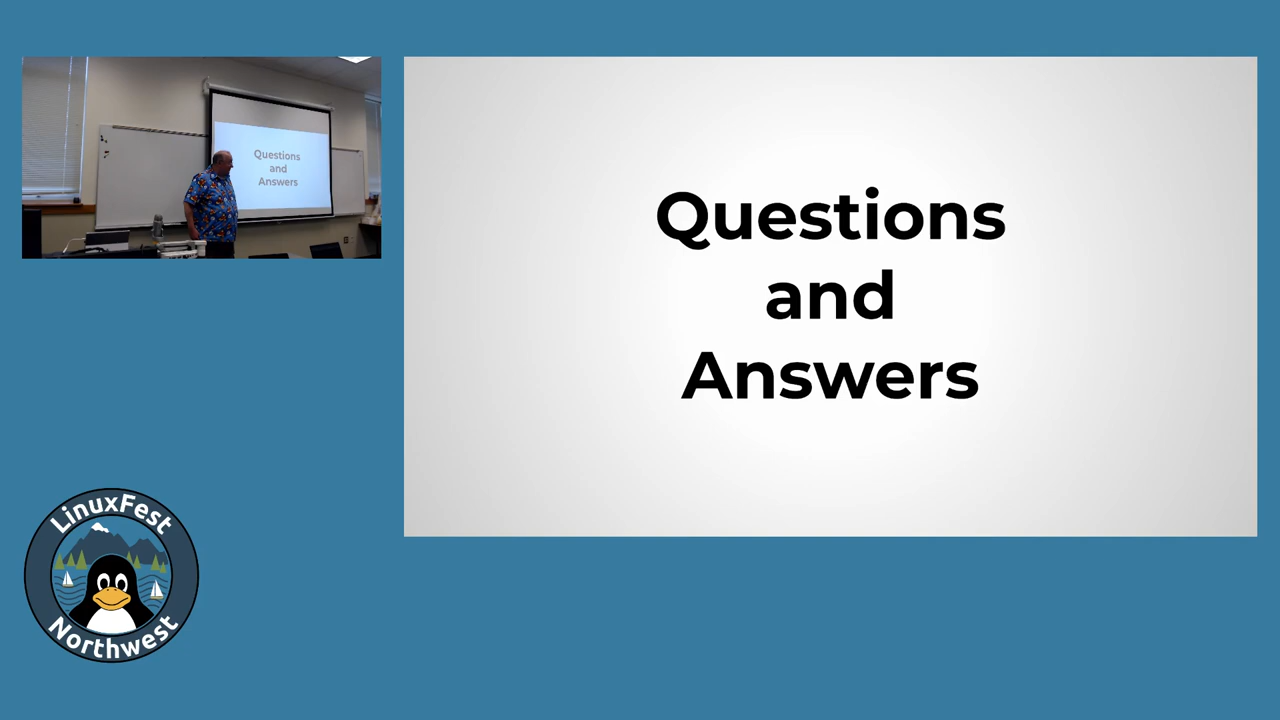 Questions
and
Answers
Questions
and
Answers
LinuxFest
Northwest